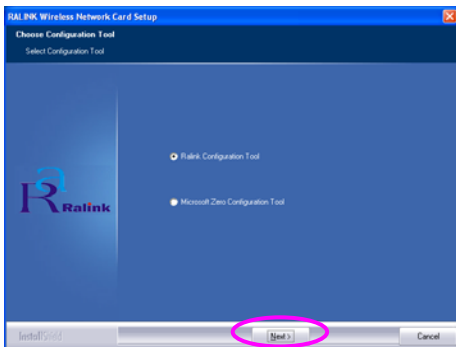 RALINK Wireless Network Card Setup
Choose Configuration Tool
Select Configuration Tool
Ralink Configuration Tool
Microsoft Zero Configuration Tool
Ralink
InstallShield
Next >
Cancel